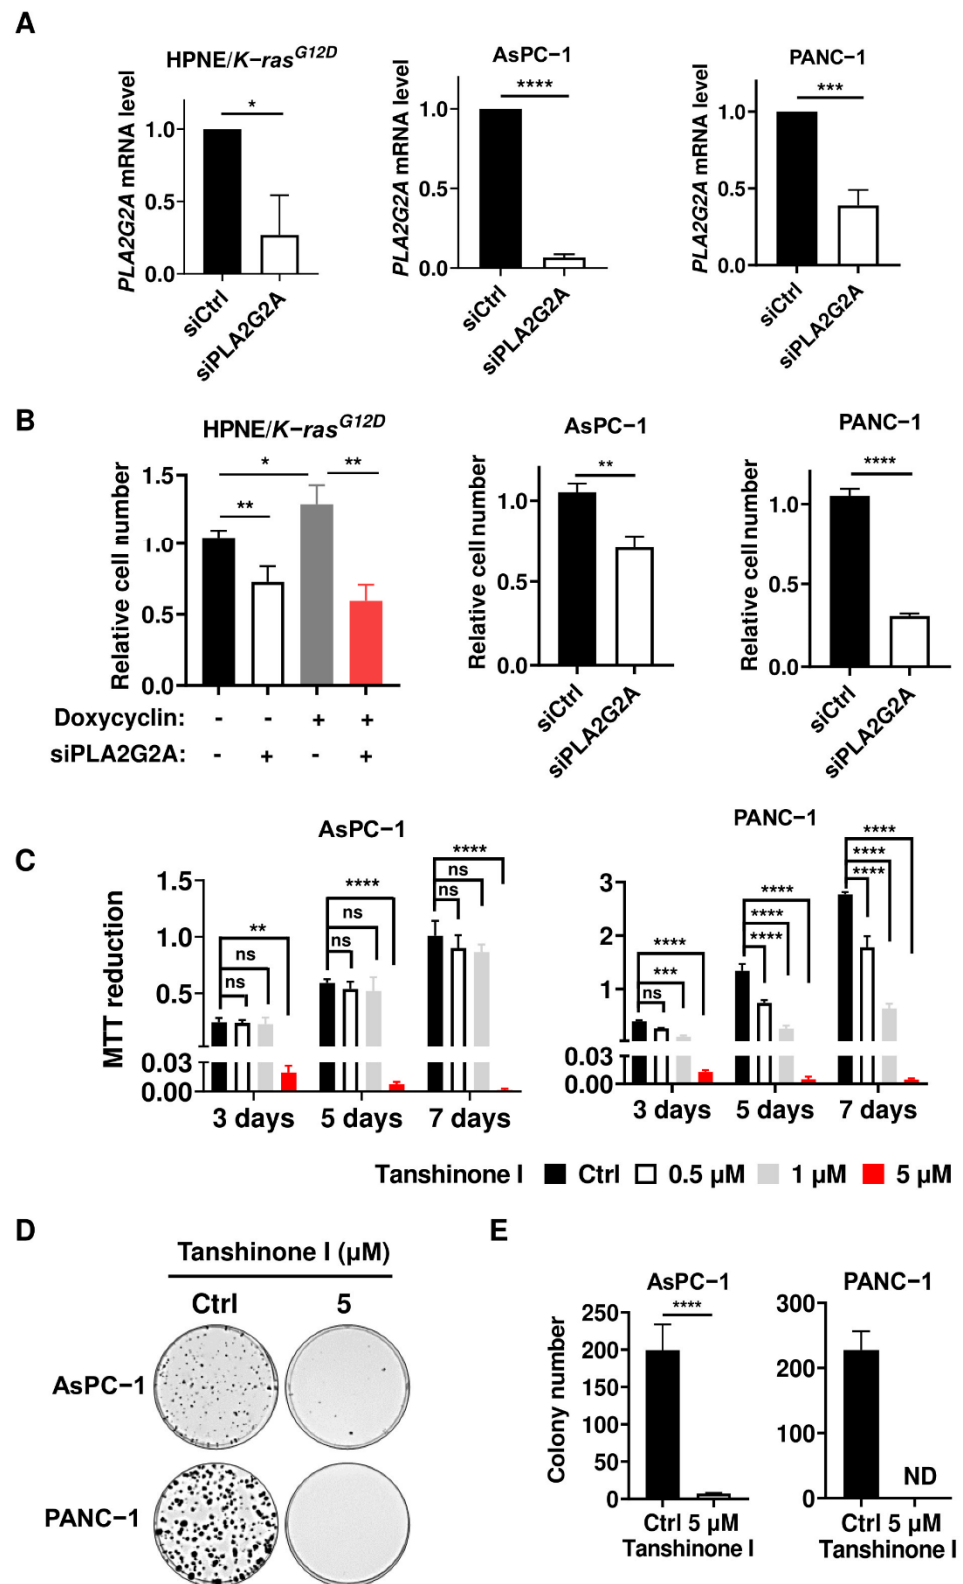 A
HPNE/K−ras^G12D
AsPC−1
PANC−1
PLA2G2A mRNA level
1.0
0.5
0.0
*
siCtrl
siPLA2G2A
PLA2G2A mRNA level
1.0
0.5
0.0
****
siCtrl
siPLA2G2A
PLA2G2A mRNA level
1.0
0.5
0.0
***
siCtrl
siPLA2G2A
B
HPNE/K−ras^G12D
AsPC−1
PANC−1
Relative cell number
1.5
1.0
0.5
0.0
* **
**
Doxycyclin: - - + +
siPLA2G2A: - + - +
Relative cell number
1.0
0.5
0.0
**
siCtrl
siPLA2G2A
Relative cell number
1.0
0.5
0.0
****
siCtrl
siPLA2G2A
C
AsPC−1
MTT reduction
1.5
1.0
0.5
0.03
0.00
**
ns
ns
****
ns
ns
****
ns
ns
3 days 5 days 7 days
PANC−1
3
2
1
0.03
0.00
****
***
ns
****
****
****
****
****
****
3 days 5 days 7 days
Tanshinone I Ctrl 0.5 μM 1 μM 5 μM
D
Tanshinone I (μM)
Ctrl 5
AsPC−1
PANC−1
E
AsPC−1
Colony number
250
200
150
100
50
0
****
Ctrl 5 μM
Tanshinone I
PANC−1
300
200
100
0
ND
Ctrl 5 μM
Tanshinone I